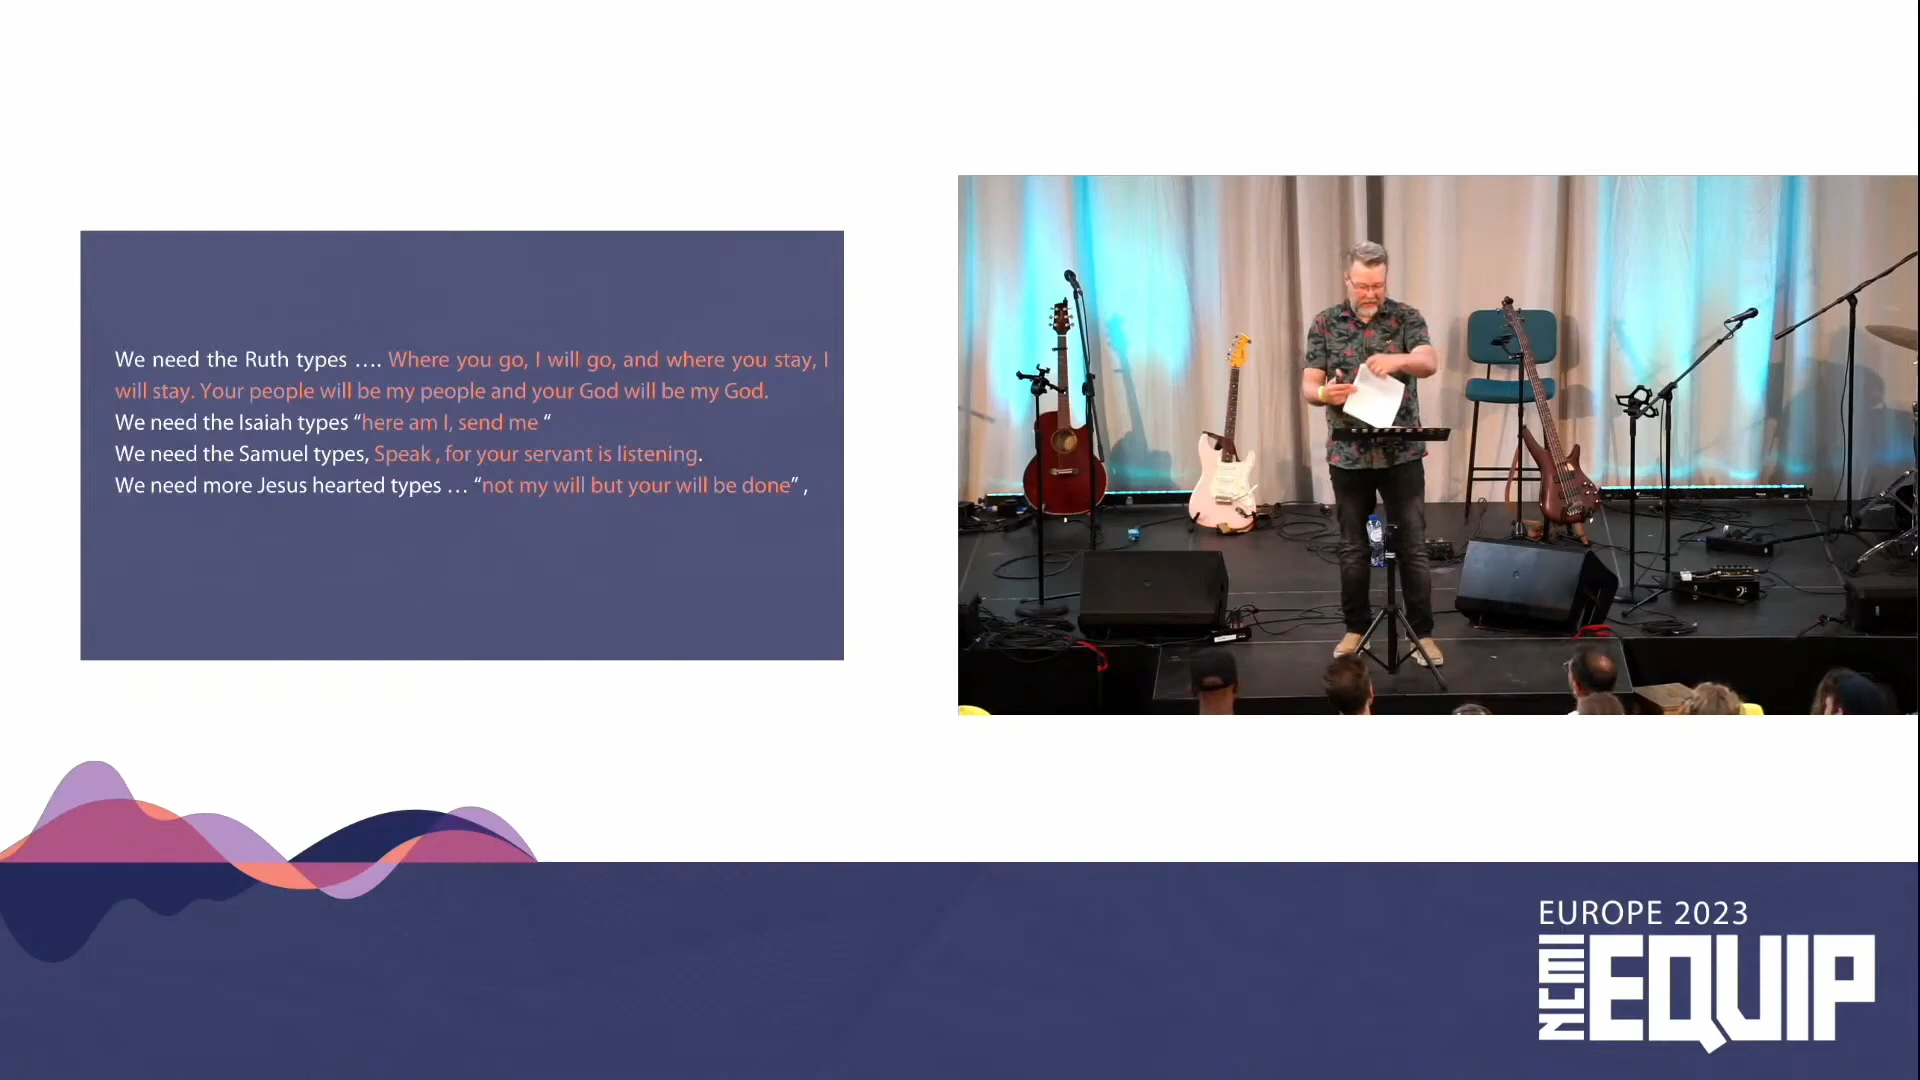 We need the Ruth types …. Where you go, I will go, and where you stay, I
will stay. Your people will be my people and your God will be my God.
We need the Isaiah types “here am I, send me “
We need the Samuel types, Speak , for your servant is listening.
We need more Jesus hearted types … “not my will but your will be done” ,
EUROPE 2023
NCMI
EQUIP